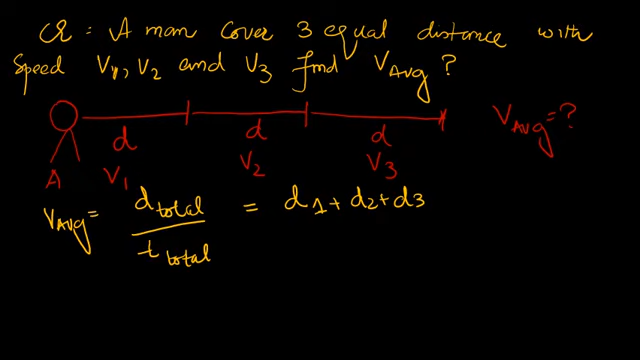 Q. A man cover 3 equal distance with
Speed V1, V2 and V3 find VAvg ?
d d d VAvg = ?
A V1 V2 V3
VAvg = dtotal / ttotal = d1 + d2 + d3